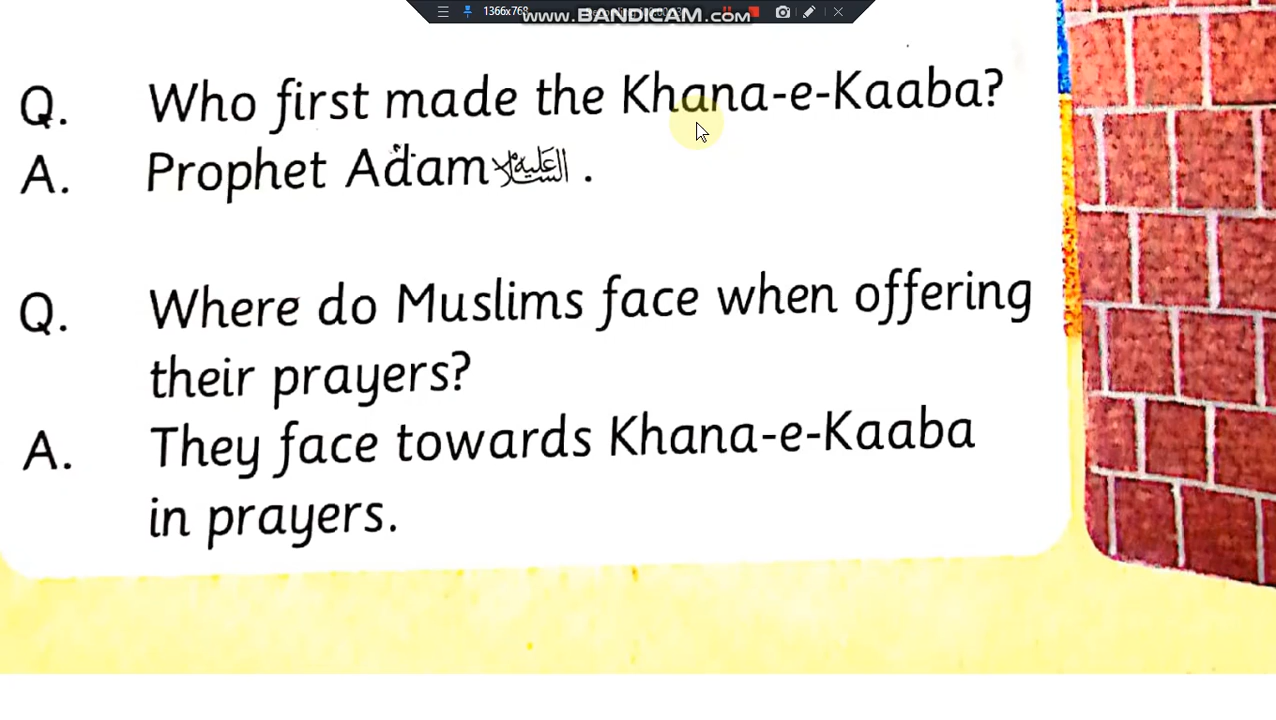 1366x768
www.BANDICAM.com
Q. Who first made the Khana-e-Kaaba?
A. Prophet Adam عليه السلام .
Q. Where do Muslims face when offering
their prayers?
A. They face towards Khana-e-Kaaba
in prayers.